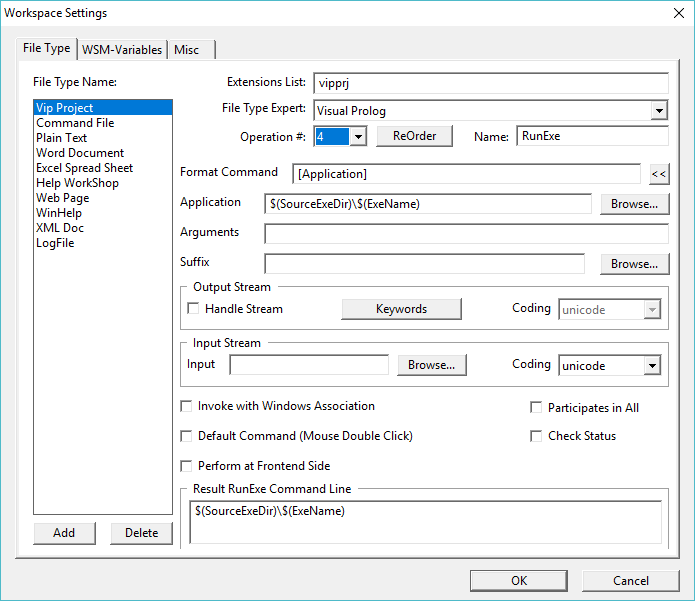 Workspace Settings
File Type WSM-Variables Misc
File Type Name:
Vip Project
Command File
Plain Text
Word Document
Excel Spread Sheet
Help WorkShop
Web Page
WinHelp
XML Doc
LogFile
Add Delete
Extensions List: vipprj
File Type Expert: Visual Prolog
Operation #: 4 ReOrder Name: RunExe
Format Command [Application] <<
Application $(SourceExeDir)\$(ExeName) Browse...
Arguments
Suffix Browse...
Output Stream
Handle Stream Keywords Coding unicode
Input Stream
Input Browse... Coding unicode
Invoke with Windows Association Participates in All
Default Command (Mouse Double Click) Check Status
Perform at Frontend Side
Result RunExe Command Line
$(SourceExeDir)\$(ExeName)
OK Cancel